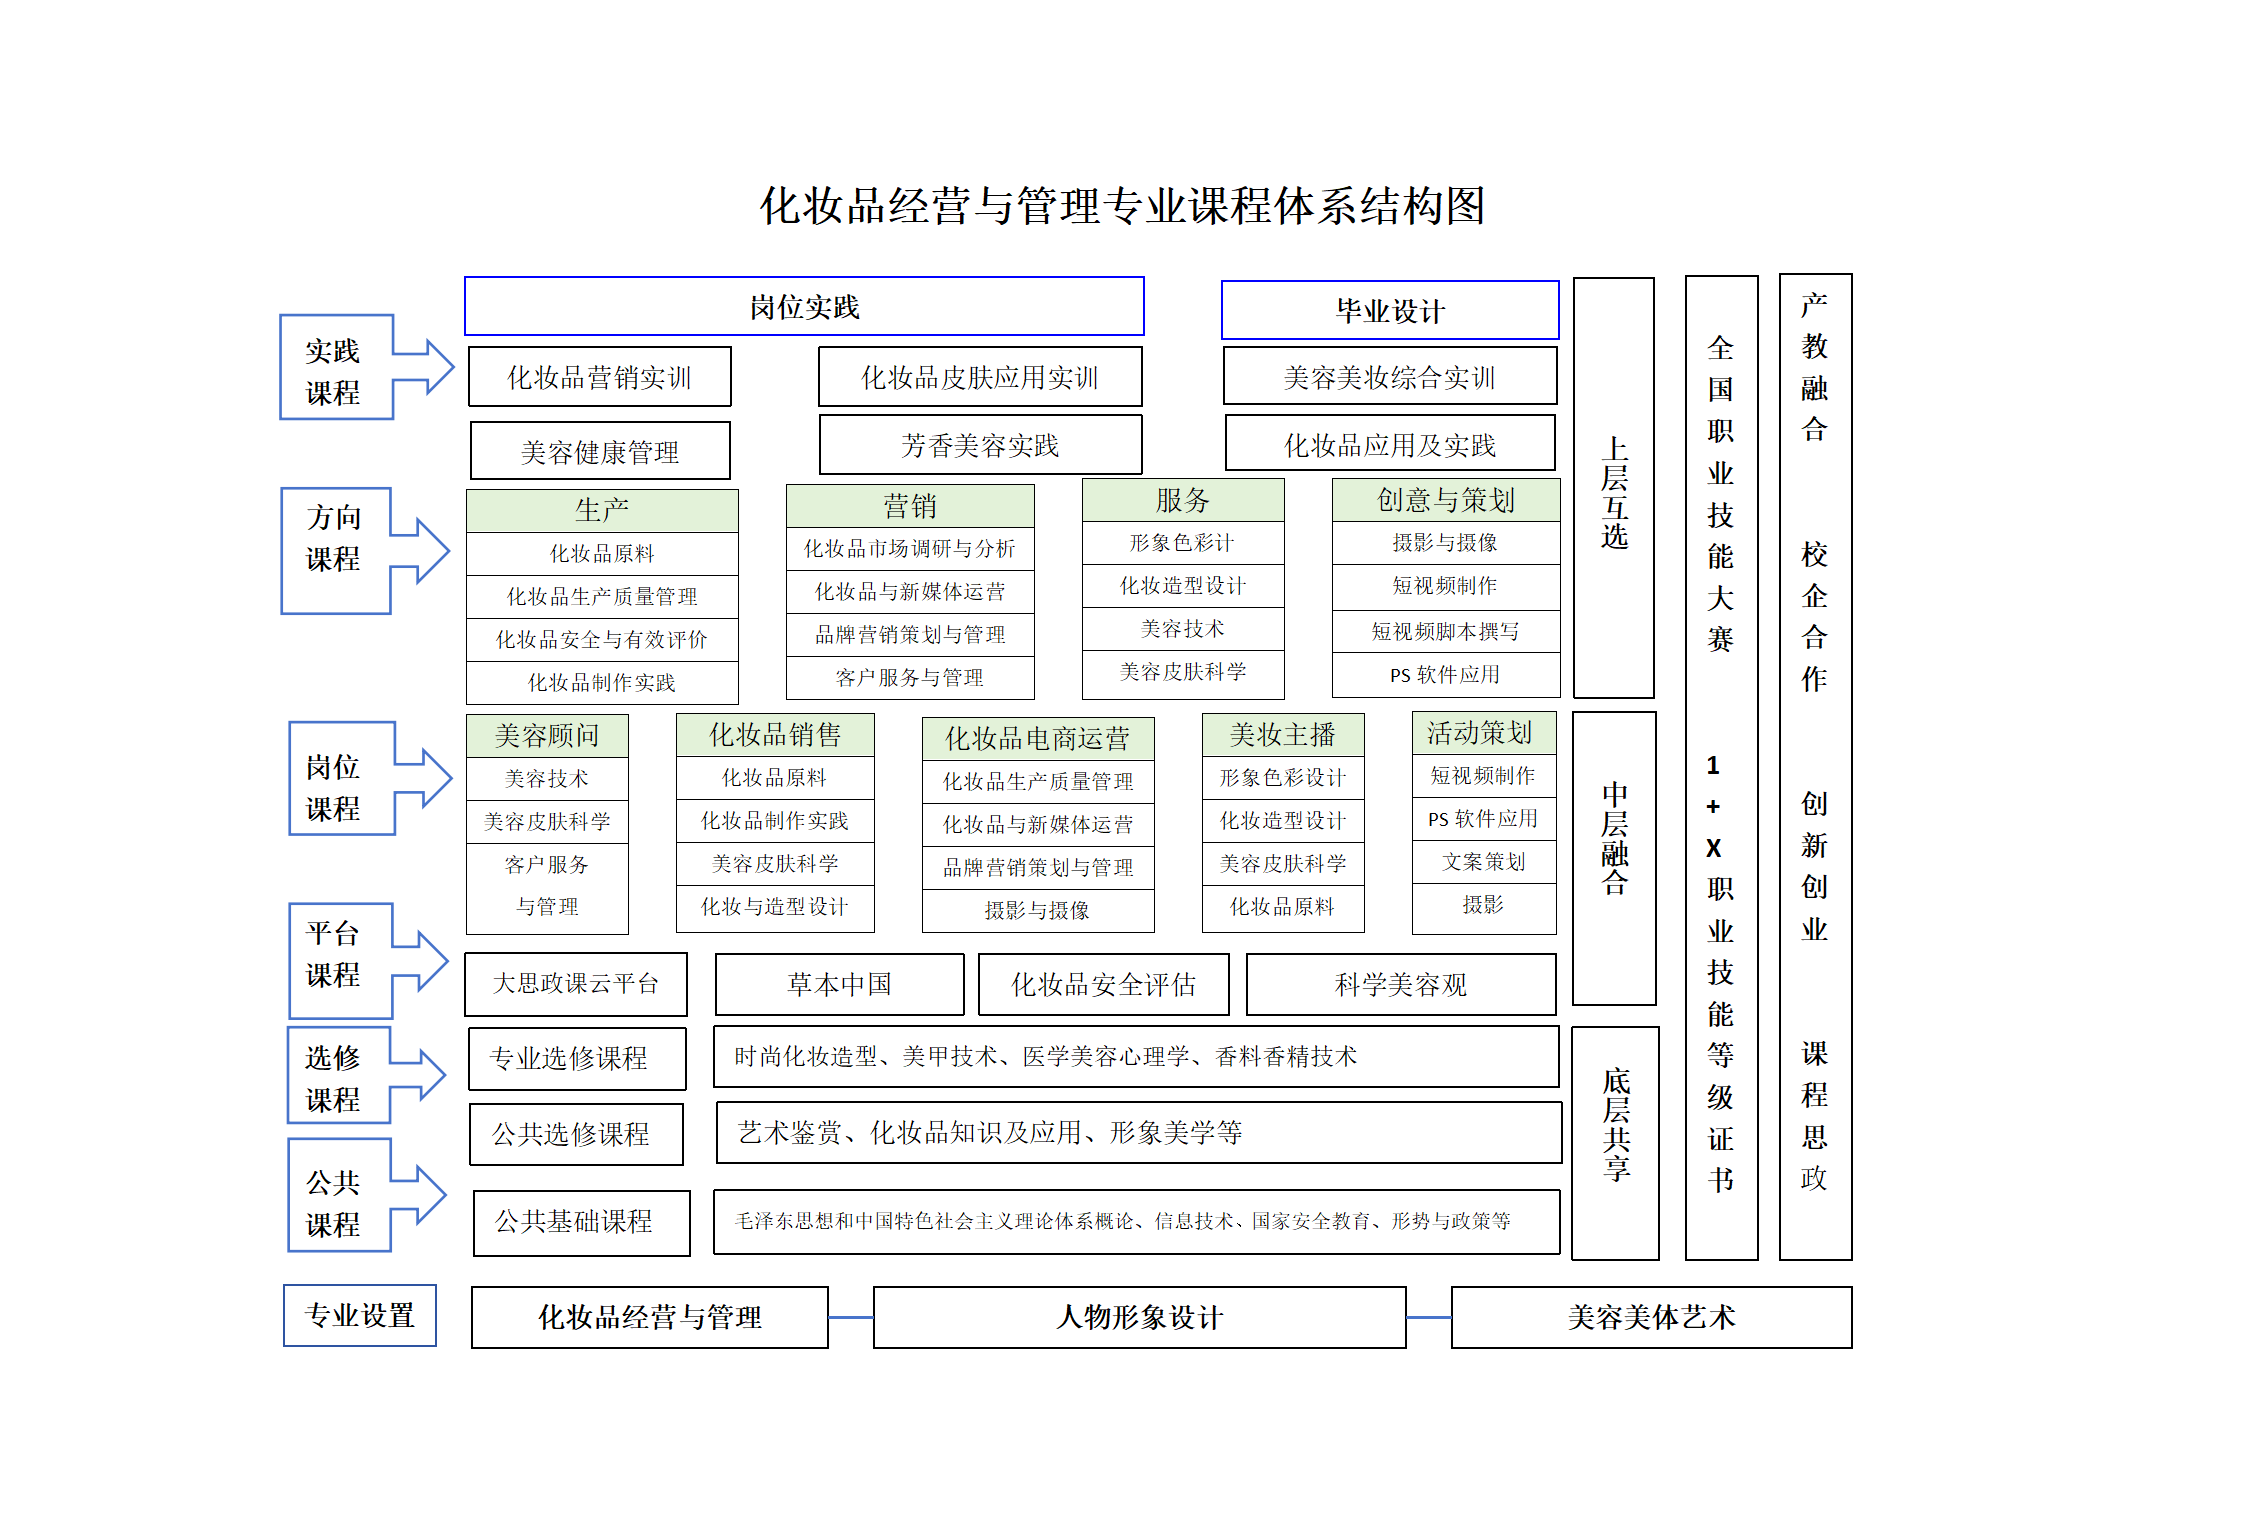 化妆品经营与管理专业课程体系结构图
实践
课程
岗位实践
毕业设计
化妆品营销实训
化妆品皮肤应用实训
美容美妆综合实训
美容健康管理
芳香美容实践
化妆品应用及实践
方向
课程
生产
化妆品原料
化妆品生产质量管理
化妆品安全与有效评价
化妆品制作实践
营销
化妆品市场调研与分析
化妆品与新媒体运营
品牌营销策划与管理
客户服务与管理
服务
形象色彩计
化妆造型设计
美容技术
美容皮肤科学
创意与策划
摄影与摄像
短视频制作
短视频脚本撰写
PS 软件应用
上层互选
岗位
课程
美容顾问
美容技术
美容皮肤科学
客户服务
与管理
化妆品销售
化妆品原料
化妆品制作实践
美容皮肤科学
化妆与造型设计
化妆品电商运营
化妆品生产质量管理
化妆品与新媒体运营
品牌营销策划与管理
摄影与摄像
美妆主播
形象色彩设计
化妆造型设计
美容皮肤科学
化妆品原料
活动策划
短视频制作
PS 软件应用
文案策划
摄影
平台
课程
大思政课云平台
草本中国
化妆品安全评估
科学美容观
中层融合
选修
课程
专业选修课程
时尚化妆造型、美甲技术、医学美容心理学、香料香精技术
公共选修课程
艺术鉴赏、化妆品知识及应用、形象美学等
公共
课程
公共基础课程
毛泽东思想和中国特色社会主义理论体系概论、信息技术、国家安全教育、形势与政策等
底层共享
全国职业技能大赛
1+X职业技能等级证书
产教融合
校企合作
创新创业
课程思政
专业设置
化妆品经营与管理
人物形象设计
美容美体艺术